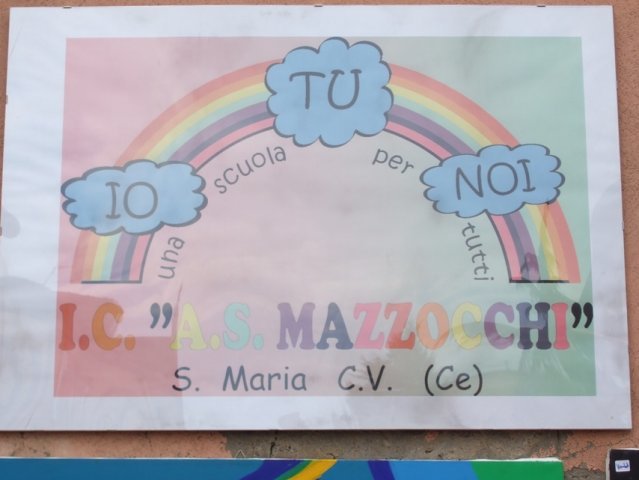 IO TU NOI
una scuola per tutti
I.C. "A.S. MAZZOCCHI"
S. Maria C.V. (Ce)